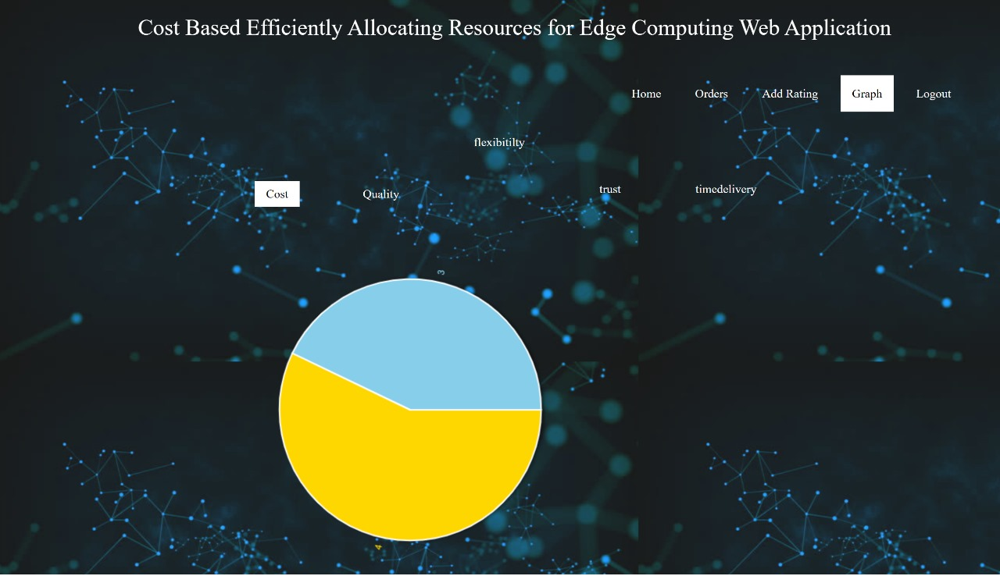 Cost Based Efficiently Allocating Resources for Edge Computing Web Application
Home Orders Add Rating Graph Logout
flexibitilty
Cost Quality trust timedelivery
3
4